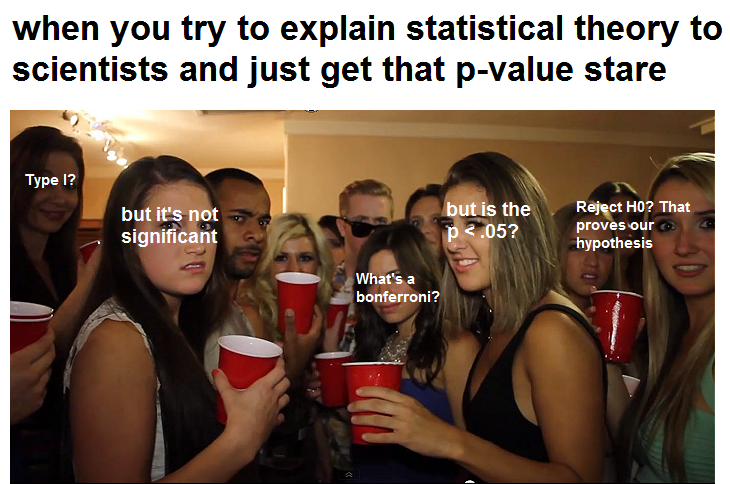 when you try to explain statistical theory to
scientists and just get that p-value stare
Type I?
but it's not
significant
What's a
bonferroni?
but is the
p <.05?
Reject H0? That
proves our
hypothesis